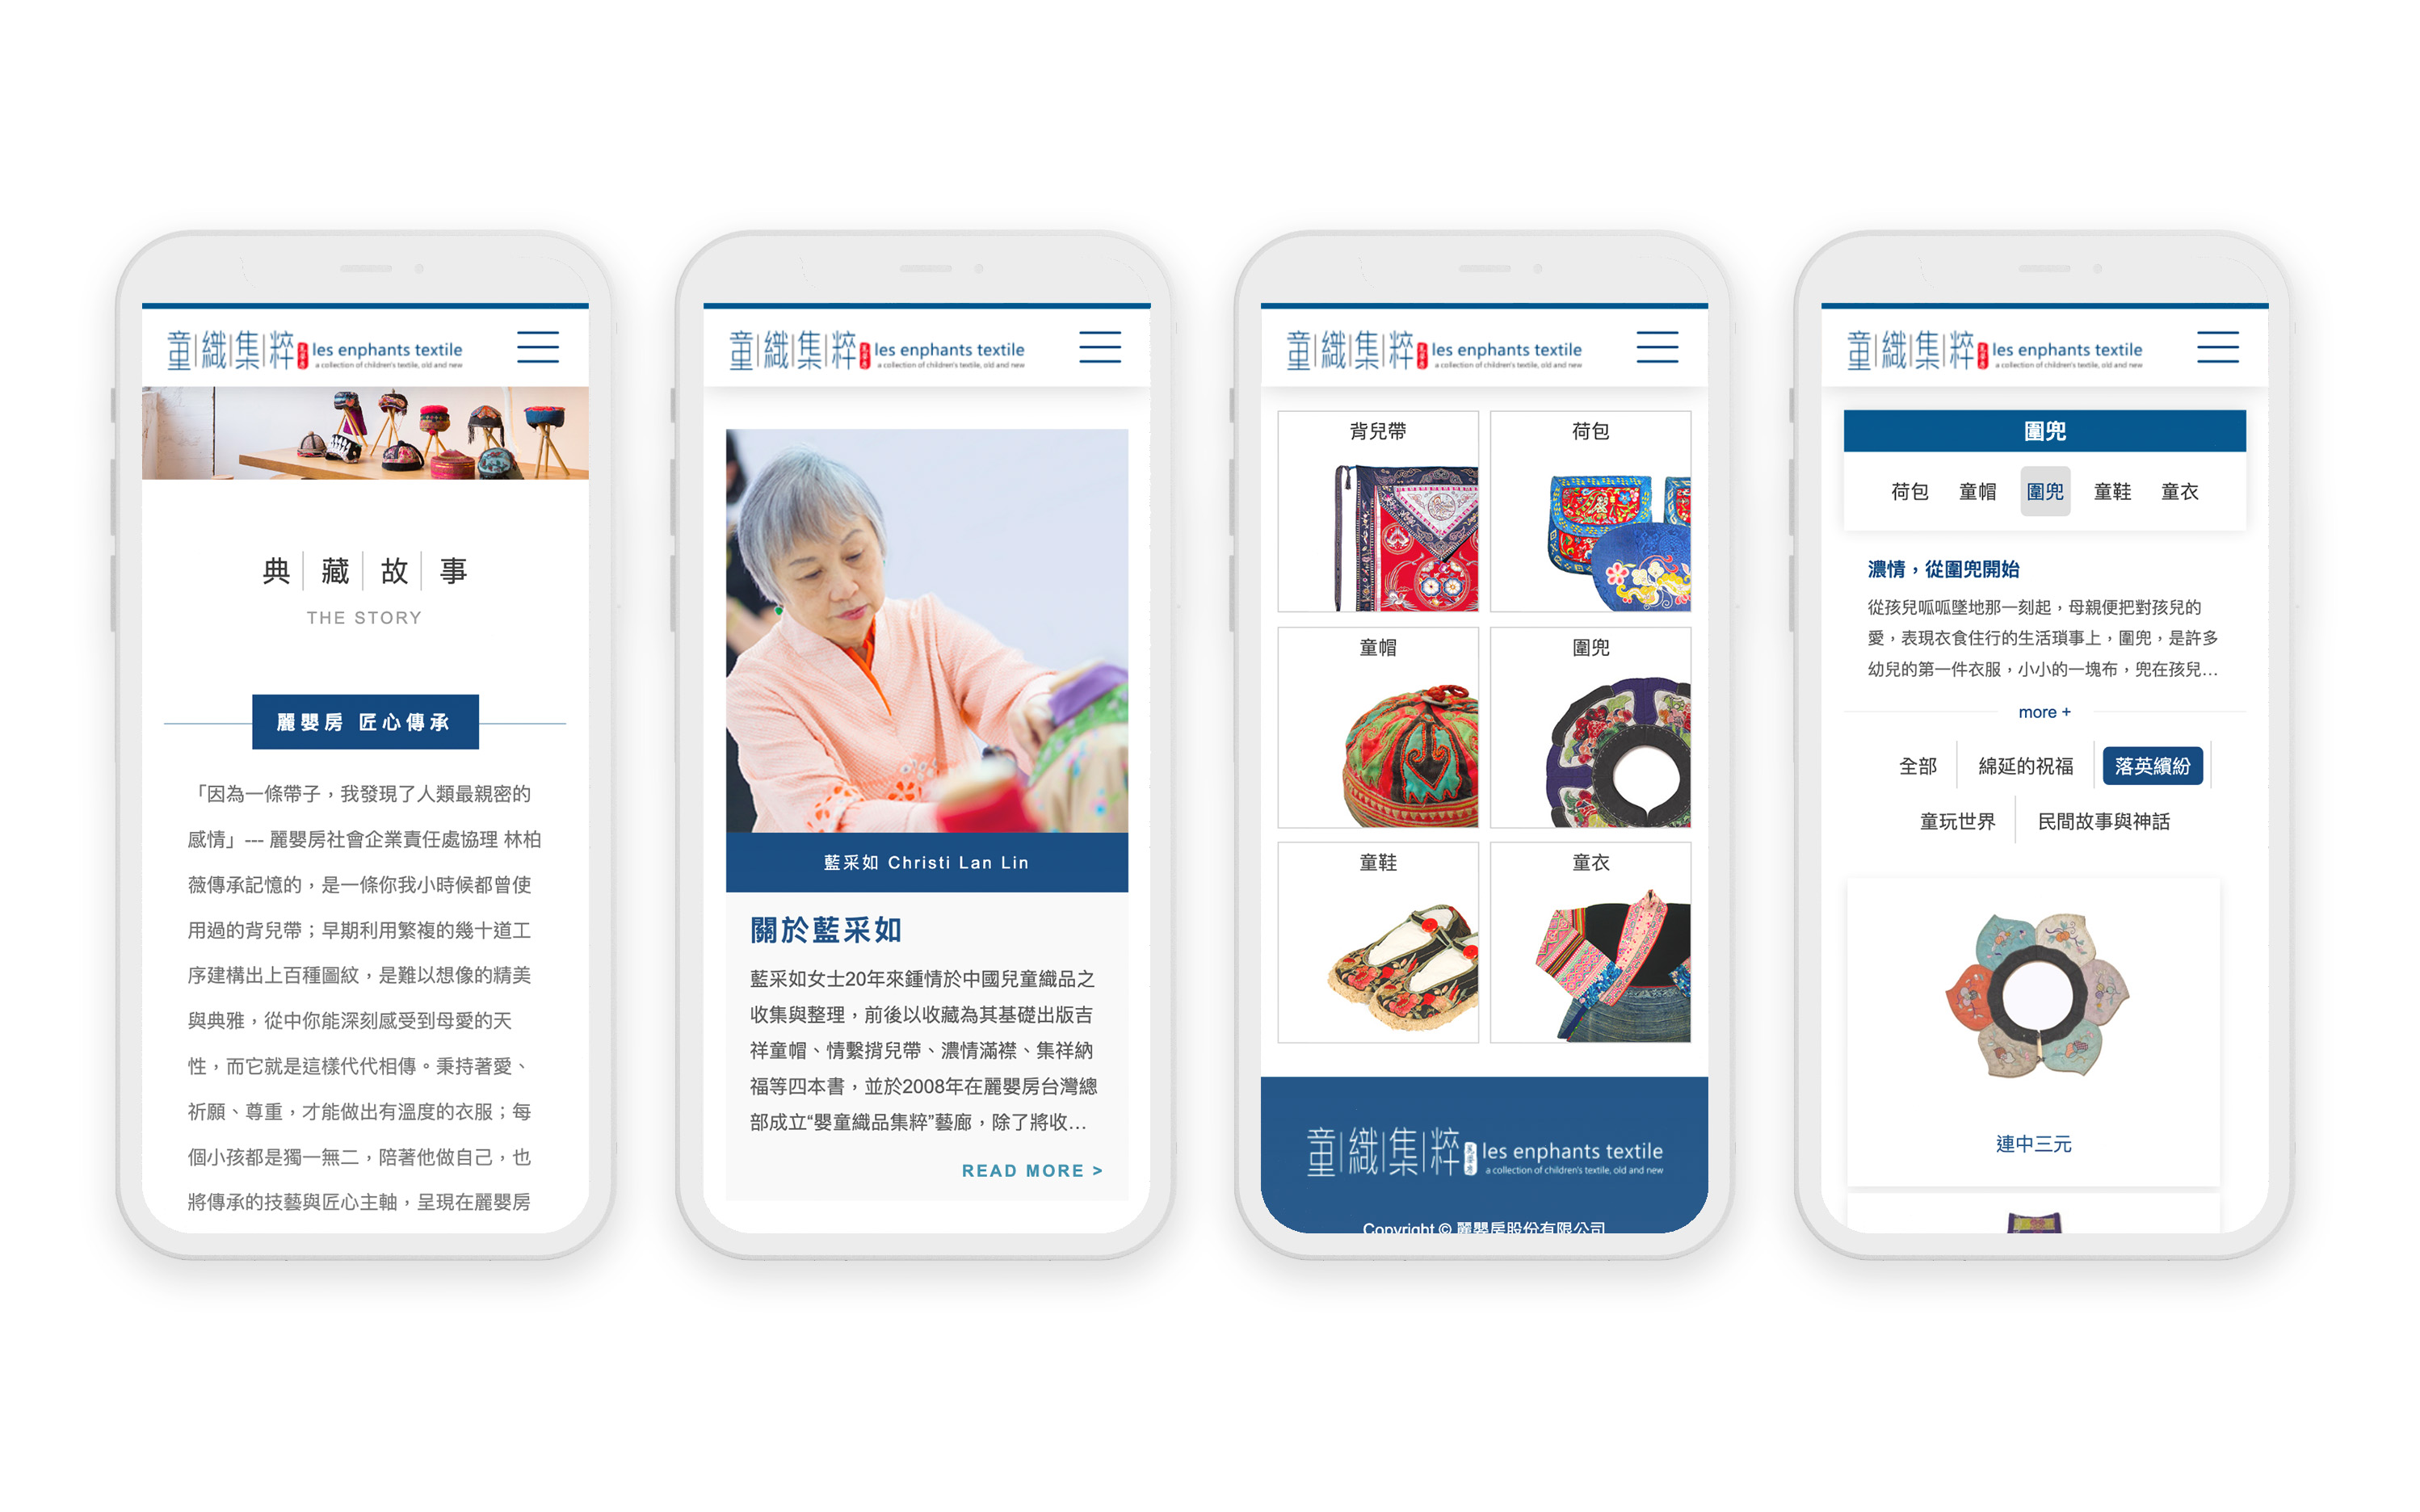 童織集粹 les enphants textile
a collection of children's textile, old and new
典藏故事
THE STORY
麗嬰房 匠心傳承
「因為一條帶子，我發現了人類最親密的
感情」--- 麗嬰房社會企業責任處協理 林柏
薇傳承記憶的，是一條你我小時候都曾使
用過的背兒帶；早期利用繁複的幾十道工
序建構出上百種圖紋，是難以想像的精美
與典雅，從中你能深刻感受到母愛的天
性，而它就是這樣代代相傳。秉持著愛、
祈願、尊重，才能做出有溫度的衣服；每
個小孩都是獨一無二，陪著他做自己，也
將傳承的技藝與匠心主軸，呈現在麗嬰房
童織集粹 les enphants textile
a collection of children's textile, old and new
藍采如 Christi Lan Lin
關於藍采如
藍采如女士20年來鍾情於中國兒童織品之
收集與整理，前後以收藏為其基礎出版吉
祥童帽、情繫揹兒帶、濃情滿襟、集祥納
福等四本書，並於2008年在麗嬰房台灣總
部成立“嬰童織品集粹”藝廊，除了將收...
READ MORE >
童織集粹 les enphants textile
a collection of children's textile, old and new
背兒帶 荷包
童帽 圍兜
童鞋 童衣
童織集粹 les enphants textile
a collection of children's textile, old and new
Copyright © 麗嬰房股份有限公司
童織集粹 les enphants textile
a collection of children's textile, old and new
圍兜
荷包 童帽 圍兜 童鞋 童衣
濃情，從圍兜開始
從孩兒呱呱墜地那一刻起，母親便把對孩兒的
愛，表現衣食住行的生活瑣事上，圍兜，是許多
幼兒的第一件衣服，小小的一塊布，兜在孩兒...
more +
全部 綿延的祝福 落英繽紛
童玩世界 民間故事與神話
連中三元